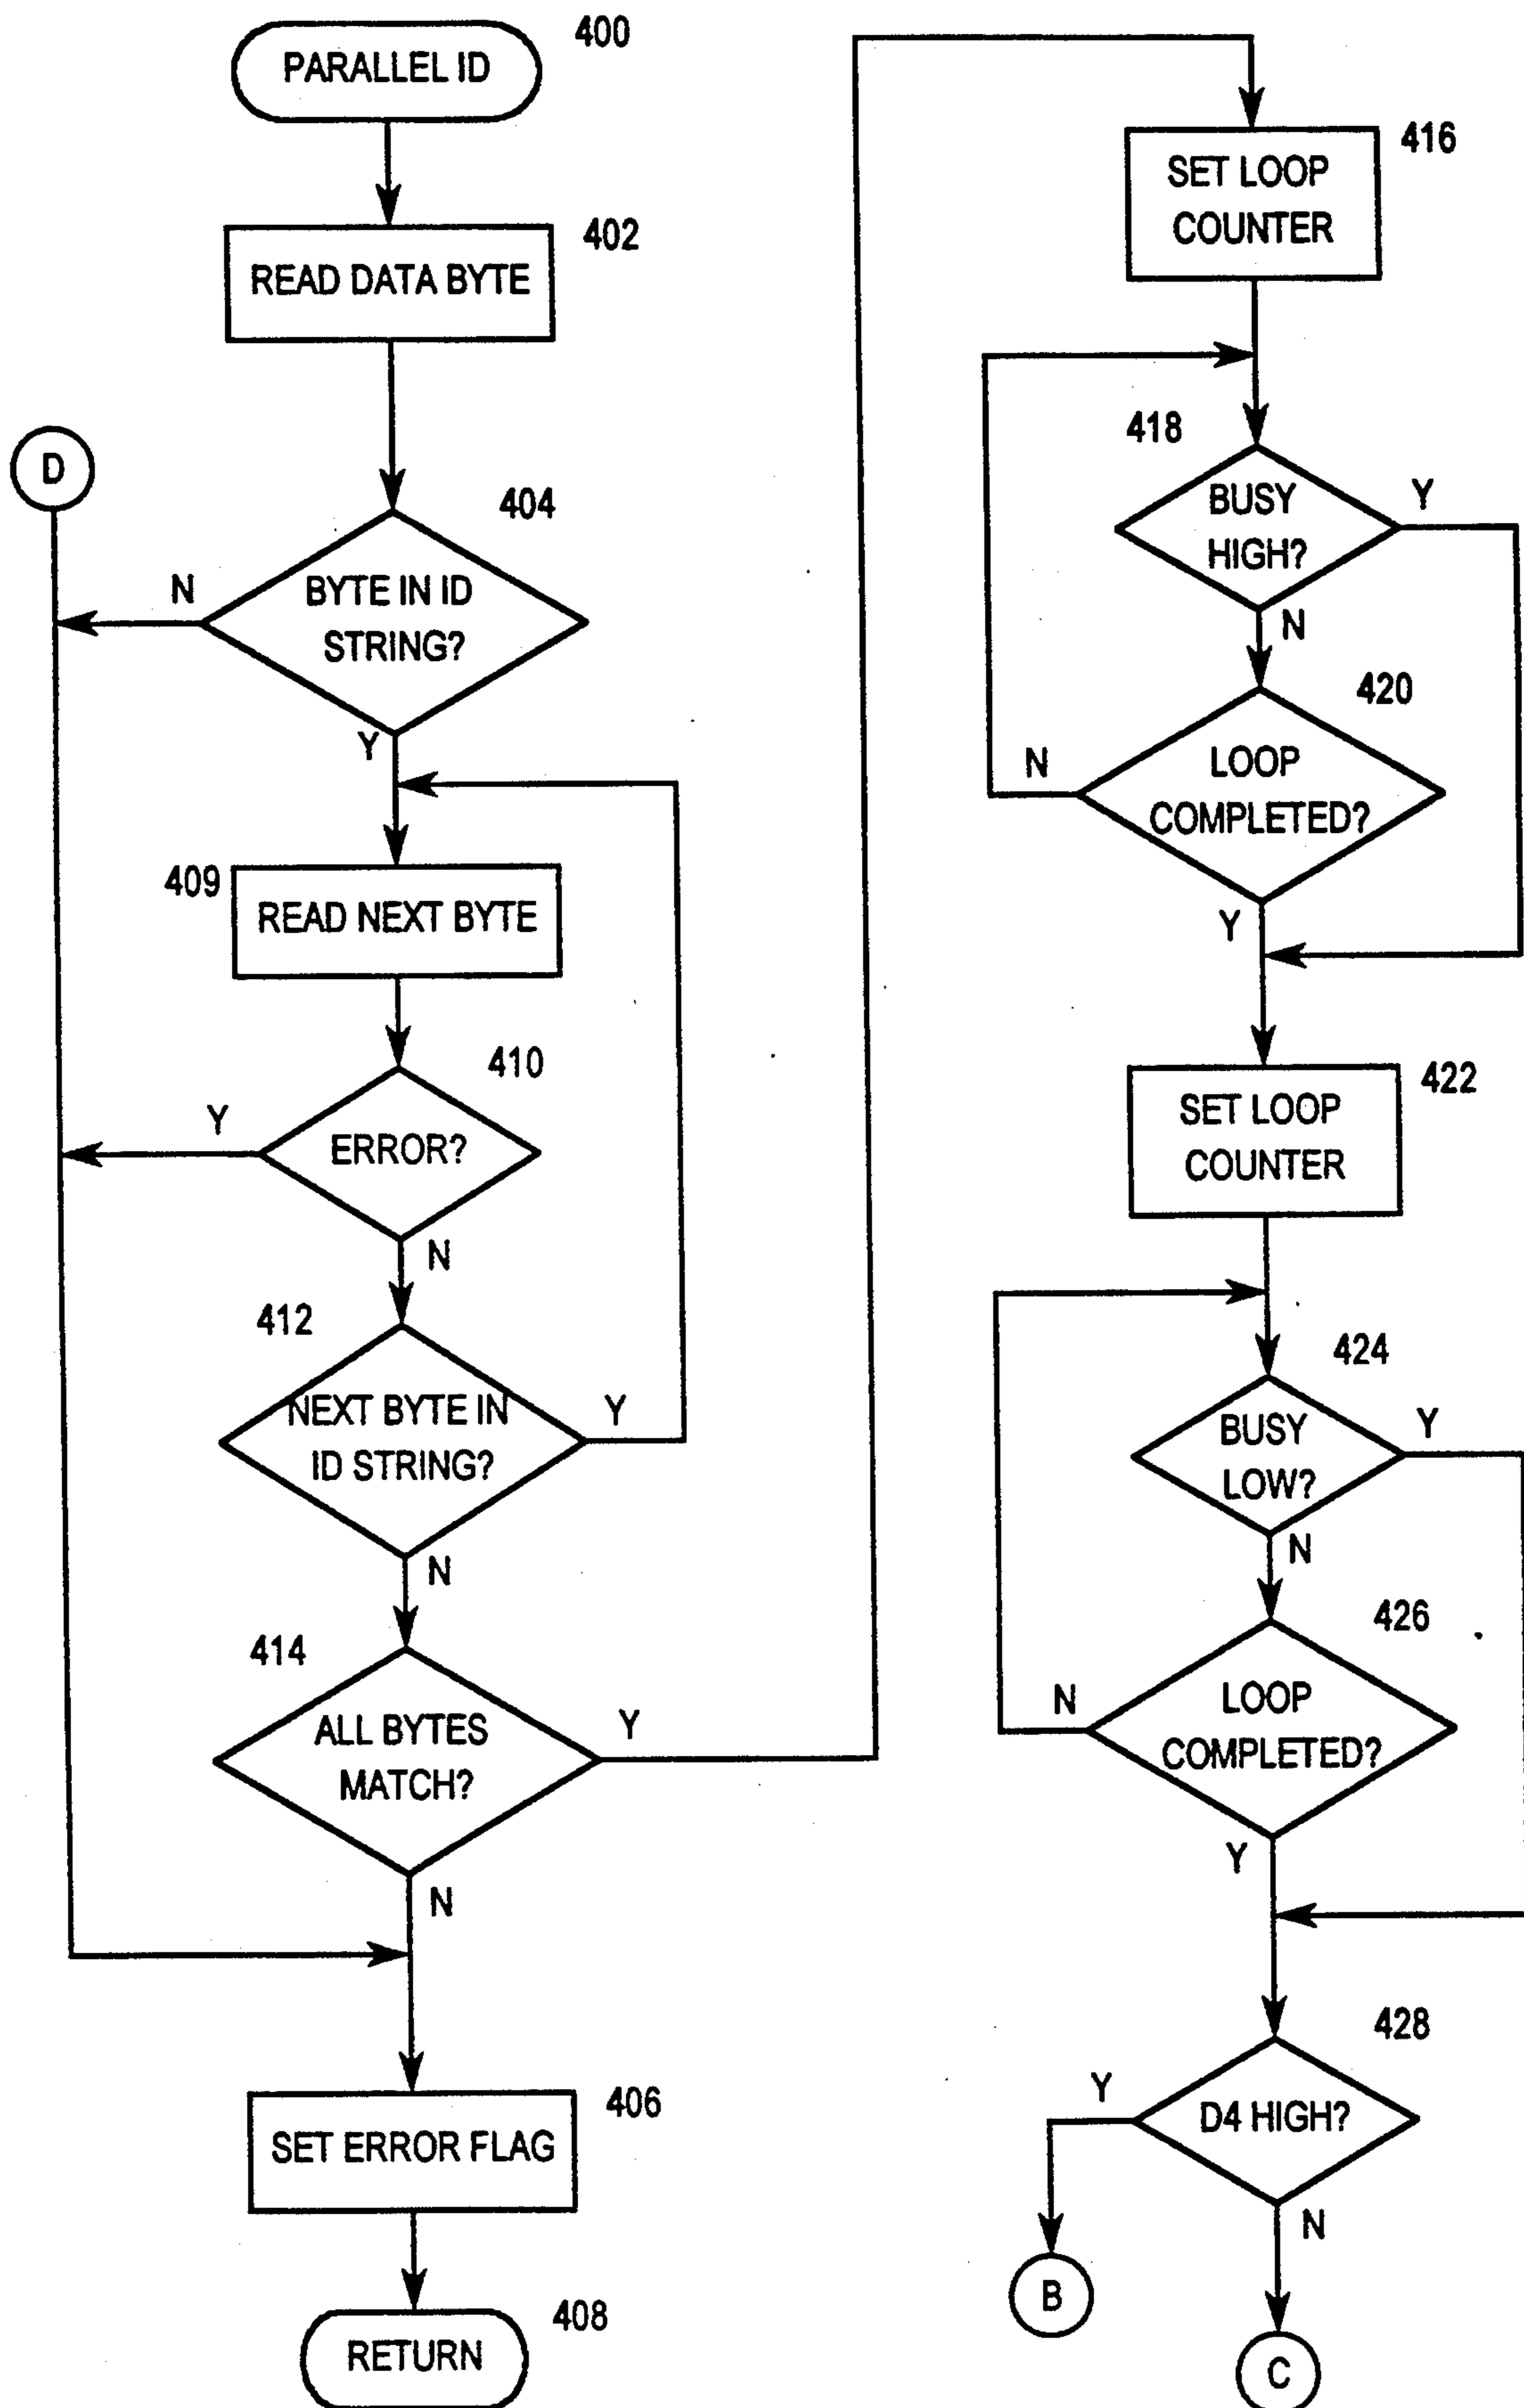 400
PARALLEL ID
402
READ DATA BYTE
D
404
N
BYTE IN ID
STRING?
Y
409
READ NEXT BYTE
410
Y
ERROR?
N
412
NEXT BYTE IN
ID STRING?
Y
N
414
ALL BYTES
MATCH?
Y
N
406
SET ERROR FLAG
408
RETURN
416
SET LOOP
COUNTER
418
BUSY
HIGH?
Y
N
420
N
LOOP
COMPLETED?
Y
422
SET LOOP
COUNTER
424
BUSY
LOW?
Y
N
426
N
LOOP
COMPLETED?
Y
428
Y
D4 HIGH?
N
B
C